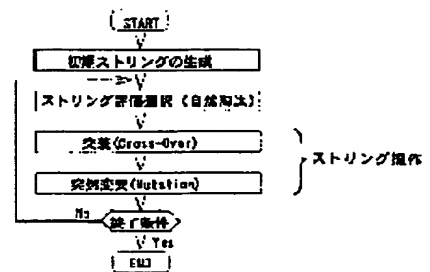 START
初期ストリングの生成
ストリング評価選択（自然淘汰）
交叉(Cross-Over)
ストリング操作
突然変異(Mutation)
No
終了条件
Yes
END